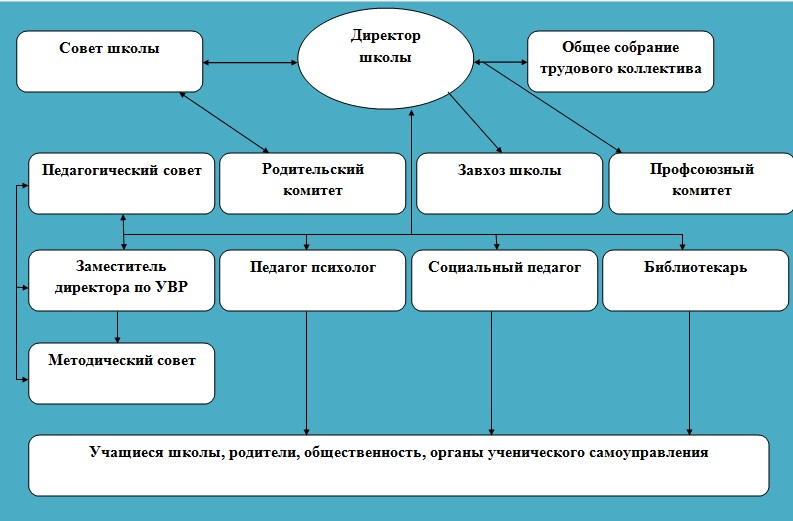 Совет школы
Директор
школы
Общее собрание
трудового коллектива
Педагогический совет
Родительский
комитет
Завхоз школы
Профсоюзный
комитет
Заместитель
директора по УВР
Педагог психолог
Социальный педагог
Библиотекарь
Методический совет
Учащиеся школы, родители, общественность, органы ученического самоуправления